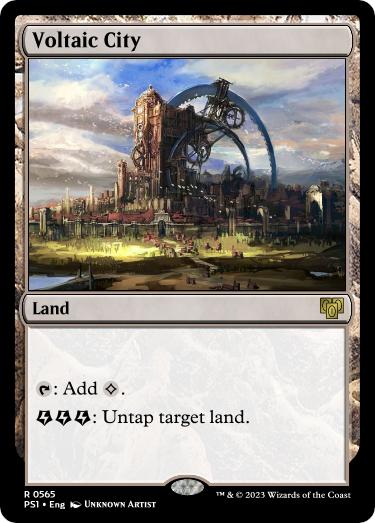 Voltaic City
Land
: Add .
: Untap target land.
R 0565
PS1 • Eng Unknown Artist
™ & © 2023 Wizards of the Coast